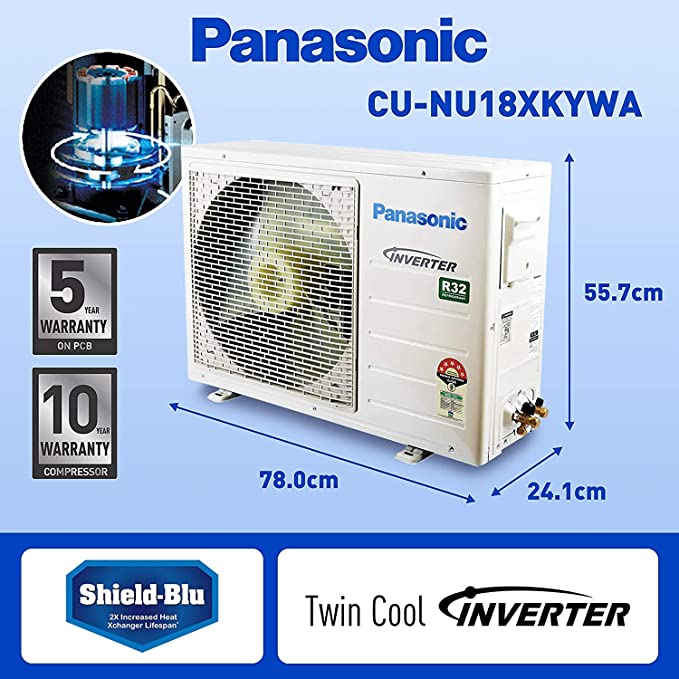 Panasonic
CU-NU18XKYWA
Panasonic
INVERTER
R32
REFRIGERANT
5 YEAR
WARRANTY
ON PCB
10 YEAR
WARRANTY
COMPRESSOR
55.7cm
78.0cm
24.1cm
Shield-Blu
2X Increased Heat
Xchanger Lifespan*
Twin Cool INVERTER